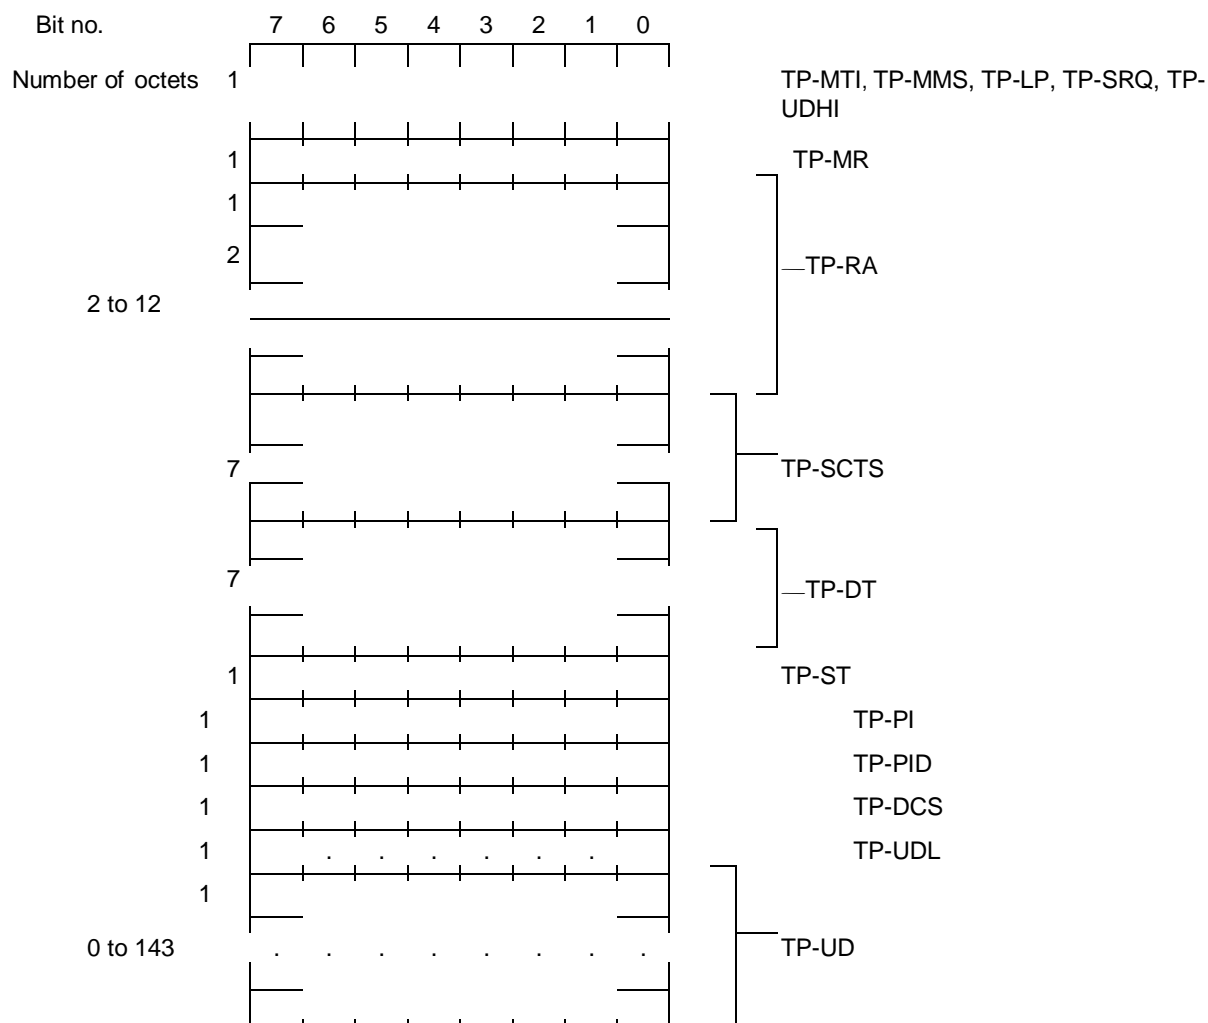 Bit no. 7 6 5 4 3 2 1 0
Number of octets 1 TP-MTI, TP-MMS, TP-LP, TP-SRQ, TP-
UDHI
1 TP-MR
1
2 —TP-RA
2 to 12
7 TP-SCTS
7 —TP-DT
1 TP-ST
1 TP-PI
1 TP-PID
1 TP-DCS
1 . . . . . . TP-UDL
1
0 to 143 . . . . . . . . TP-UD